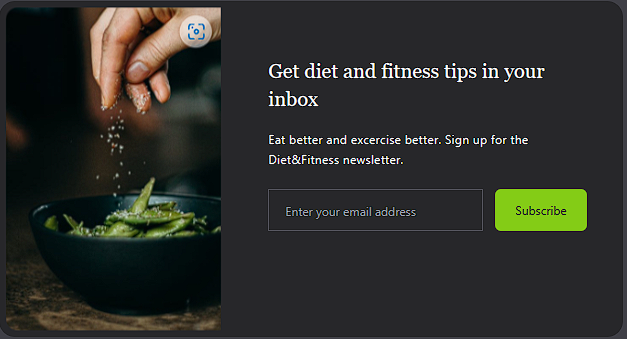 Get diet and fitness tips in your
inbox
Eat better and excercise better. Sign up for the
Diet&Fitness newsletter.
Enter your email address
Subscribe